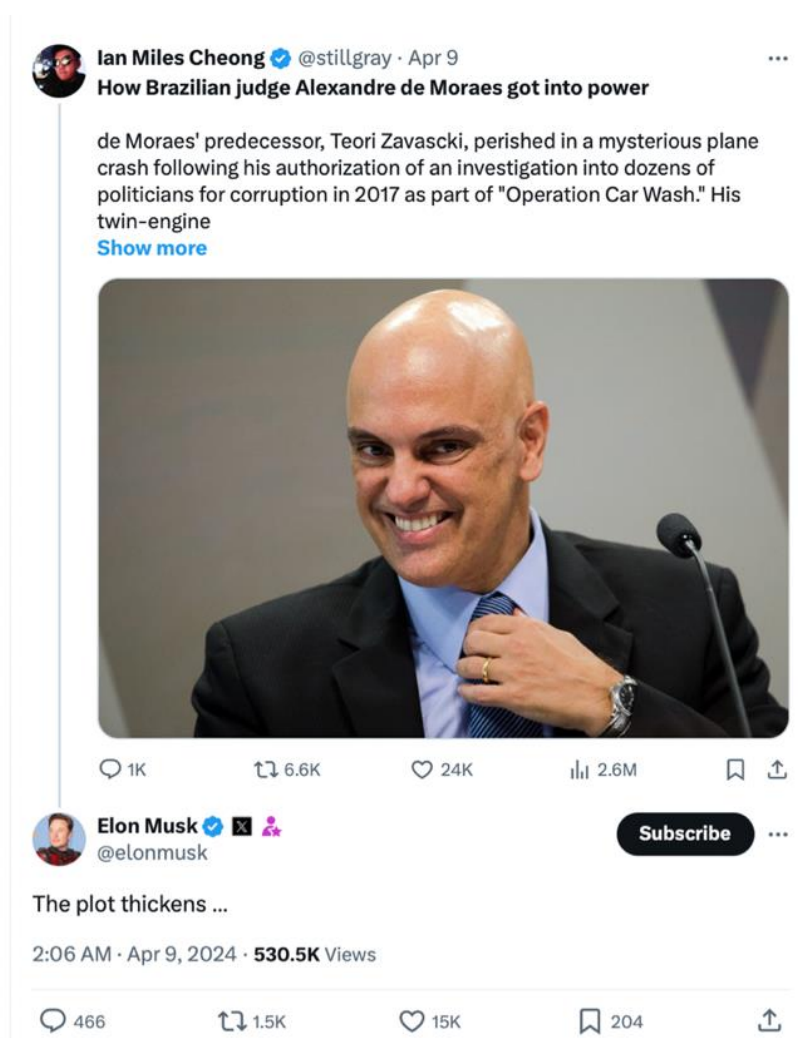 Ian Miles Cheong @stillgray · Apr 9
How Brazilian judge Alexandre de Moraes got into power
de Moraes' predecessor, Teori Zavascki, perished in a mysterious plane
crash following his authorization of an investigation into dozens of
politicians for corruption in 2017 as part of "Operation Car Wash." His
twin-engine
Show more
1K 6.6K 24K 2.6M
Elon Musk
Subscribe
@elonmusk
The plot thickens ...
2:06 AM · Apr 9, 2024 · 530.5K Views
466 1.5K 15K 204